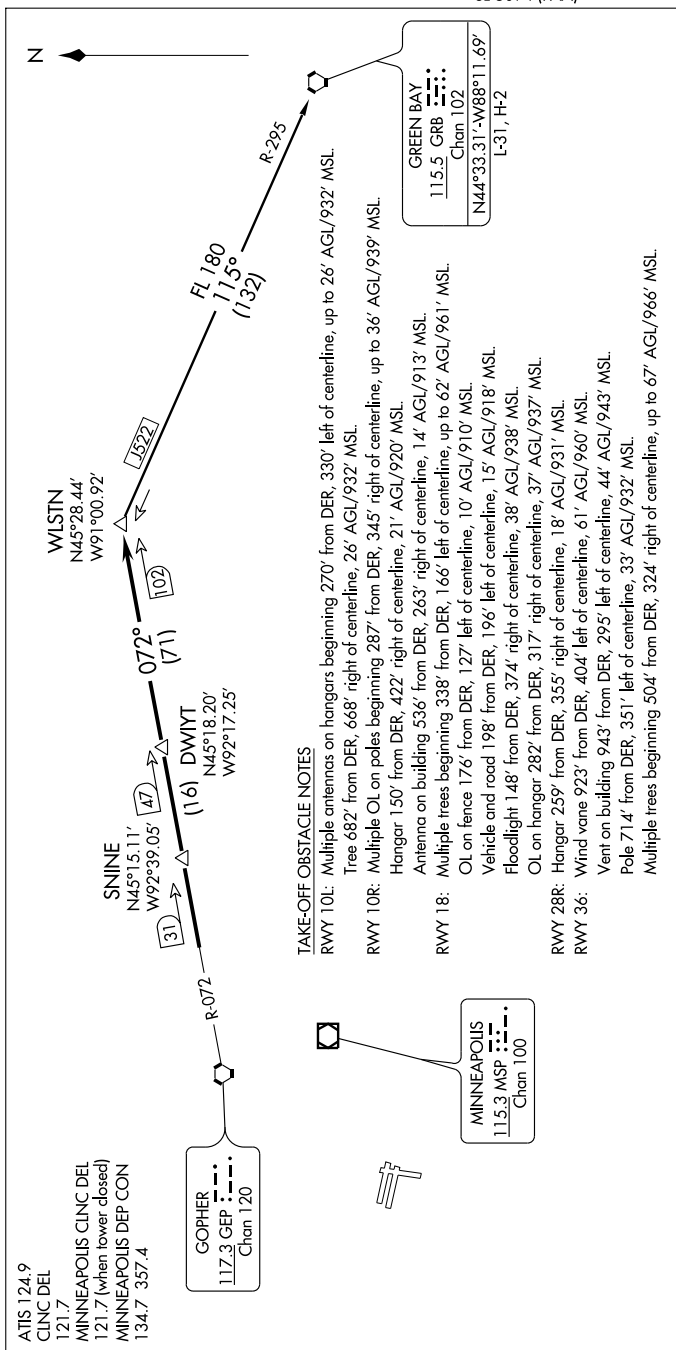 ATIS 124.9
CLNC DEL
121.7
MINNEAPOLIS CLNC DEL
121.7 (when tower closed)
MINNEAPOLIS DEP CON
134.7 357.4
GOPHER
117.3 GEP
Chan 120
R-072
31
SNINE
N45°15.11'
W92°39.05'
47
(16)
DWIYT
N45°18.20'
W92°17.25'
072°
(71)
102
WLSTN
N45°28.44'
W91°00.92'
J522
FL 180
115°
(132)
R-295
N
GREEN BAY
115.5 GRB
Chan 102
N44°33.31'-W88°11.69'
L-31, H-2
MINNEAPOLIS
115.3 MSP
Chan 100
TAKE-OFF OBSTACLE NOTES
RWY 10L: Multiple antennas on hangars beginning 270' from DER, 330' left of centerline, up to 26' AGL/932' MSL.
Tree 682' from DER, 668' right of centerline, 26' AGL/932' MSL.
RWY 10R: Multiple OL on poles beginning 287' from DER, 345' right of centerline, up to 36' AGL/939' MSL.
Hangar 150' from DER, 422' right of centerline, 21' AGL/920' MSL.
Antenna on building 536' from DER, 263' right of centerline, 14' AGL/913' MSL.
RWY 18: Multiple trees beginning 338' from DER, 166' left of centerline, up to 62' AGL/961' MSL.
OL on fence 176' from DER, 127' left of centerline, 10' AGL/910' MSL.
Vehicle and road 198' from DER, 196' left of centerline, 15' AGL/918' MSL.
Floodlight 148' from DER, 374' right of centerline, 38' AGL/938' MSL.
OL on hangar 282' from DER, 317' right of centerline, 37' AGL/937' MSL.
RWY 28R: Hangar 259' from DER, 355' right of centerline, 18' AGL/931' MSL.
RWY 36: Wind vane 923' from DER, 404' left of centerline, 61' AGL/960' MSL.
Vent on building 943' from DER, 295' left of centerline, 44' AGL/943' MSL.
Pole 714' from DER, 351' left of centerline, 33' AGL/932' MSL.
Multiple trees beginning 504' from DER, 324' right of centerline, up to 67' AGL/966' MSL.